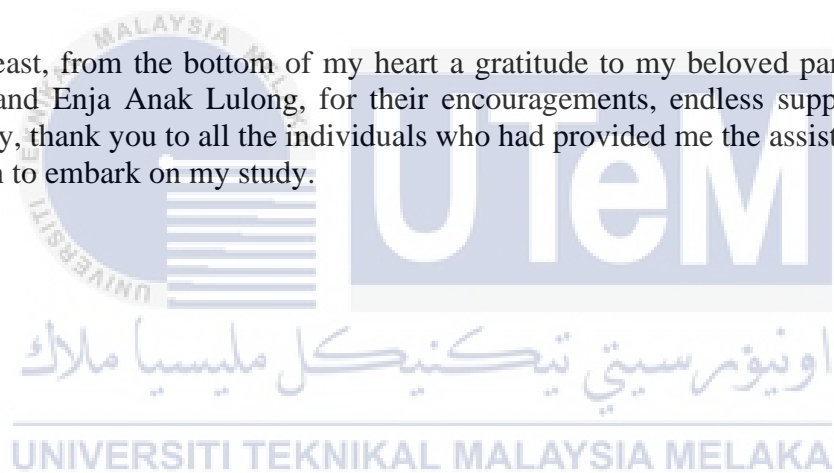 MALAYSIA
east, from the bottom of my heart a gratitude to my beloved par
and Enja Anak Lulong, for their encouragements, endless supp
y, thank you to all the individuals who had provided me the assist
n to embark on my study.
UNIVERSITI
UTeM
اونيۏرسيتي تيكنيكل مليسيا ملاك
UNIVERSITI TEKNIKAL MALAYSIA MELAKA